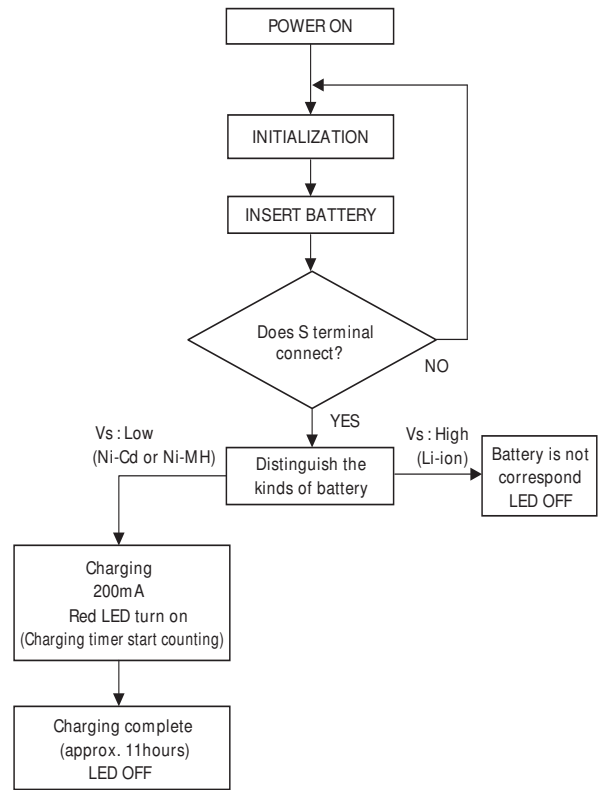 POWER ON
INITIALIZATION
INSERT BATTERY
Does S terminal
connect?
NO
YES
Vs : Low
(Ni-Cd or Ni-MH)
Distinguish the
kinds of battery
Vs : High
(Li-ion)
Battery is not
correspond
LED OFF
Charging
200mA
Red LED turn on
(Charging timer start counting)
Charging complete
(approx. 11hours)
LED OFF